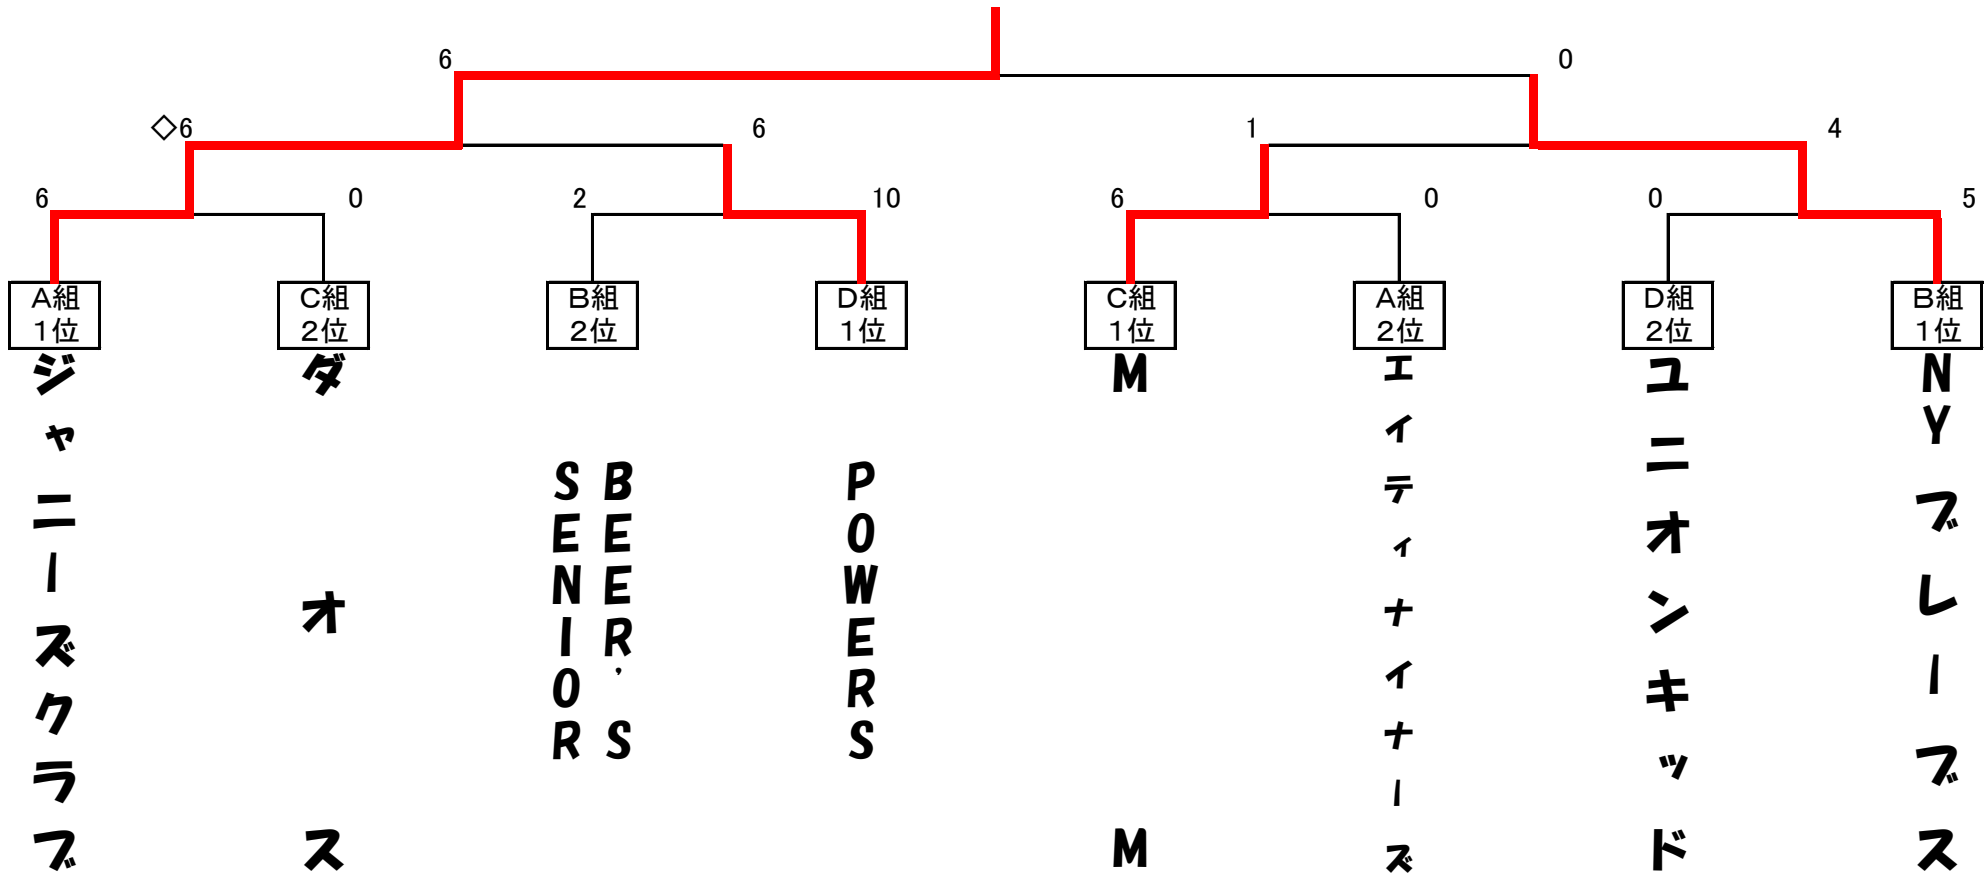 6
0
◇6
6
1
4
6
0
2
10
6
0
0
5
A組
1位
C組
2位
B組
2位
D組
1位
C組
1位
A組
2位
D組
2位
B組
1位
ジャニーズクラブ
ダオス
BEER'S
SENIOR
POWERS
MM
エイティナイナーズ
ユニオンキッド
NYブレーブス